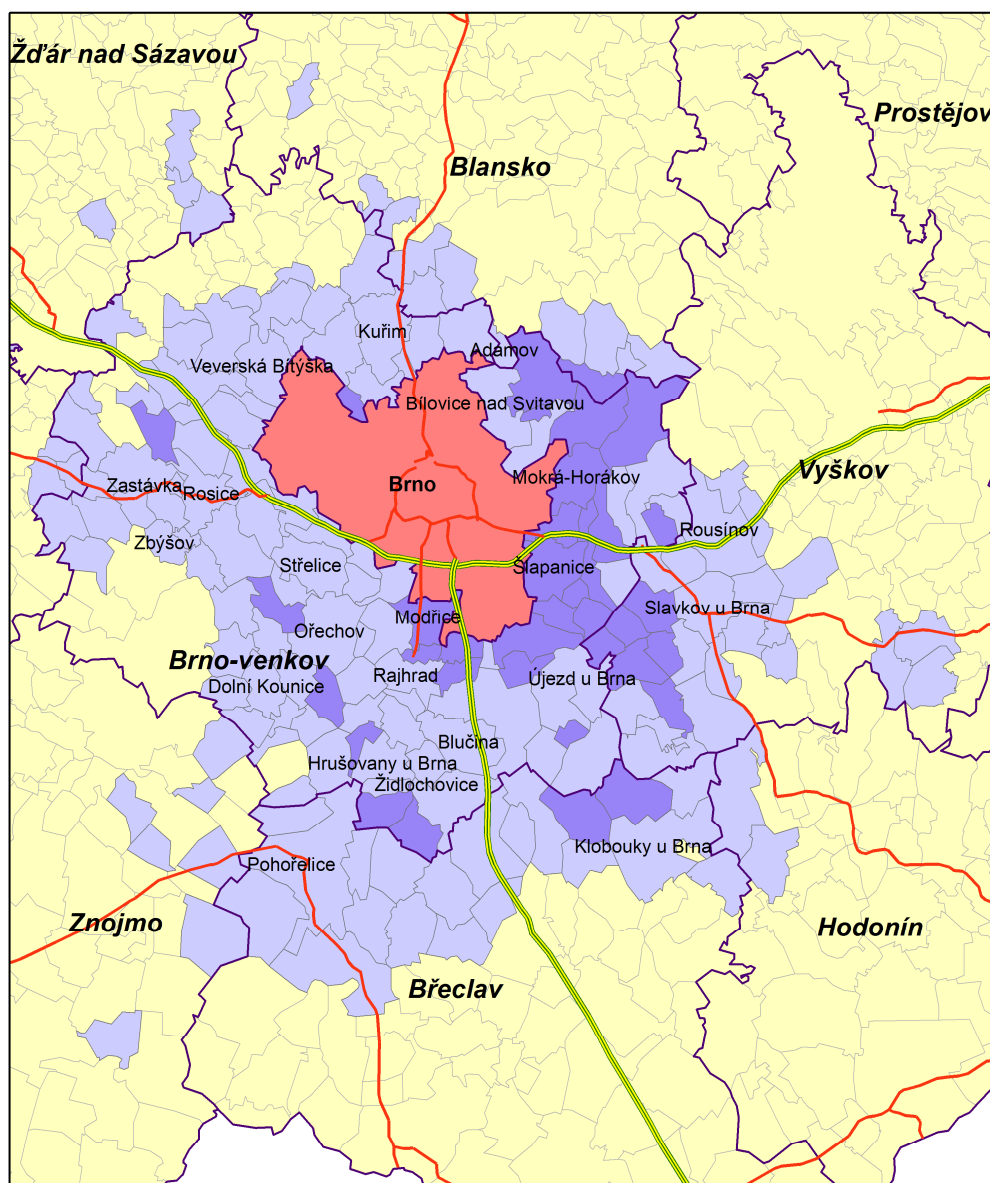 Žďár nad Sázavou
Prostějov
Blansko
Kuřim
Adamov
Veverská Bítýška
Bílovice nad Svitavou
Vyškov
Mokrá-Horákov
Brno
Zastávka
Rosice
Rousínov
Zbýšov
Střelice
Šlapanice
Slavkov u Brna
Modřice
Ořechov
Brno-venkov
Rajhrad
Újezd u Brna
Dolní Kounice
Blučina
Hrušovany u Brna
Židlochovice
Klobouky u Brna
Pohořelice
Znojmo
Hodonín
Břeclav